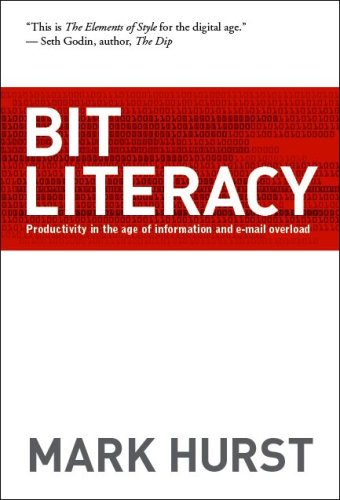 “This is The Elements of Style for the digital age.”
— Seth Godin, author, The Dip
BIT
LITERACY
Productivity in the age of information and e-mail overload
MARK HURST